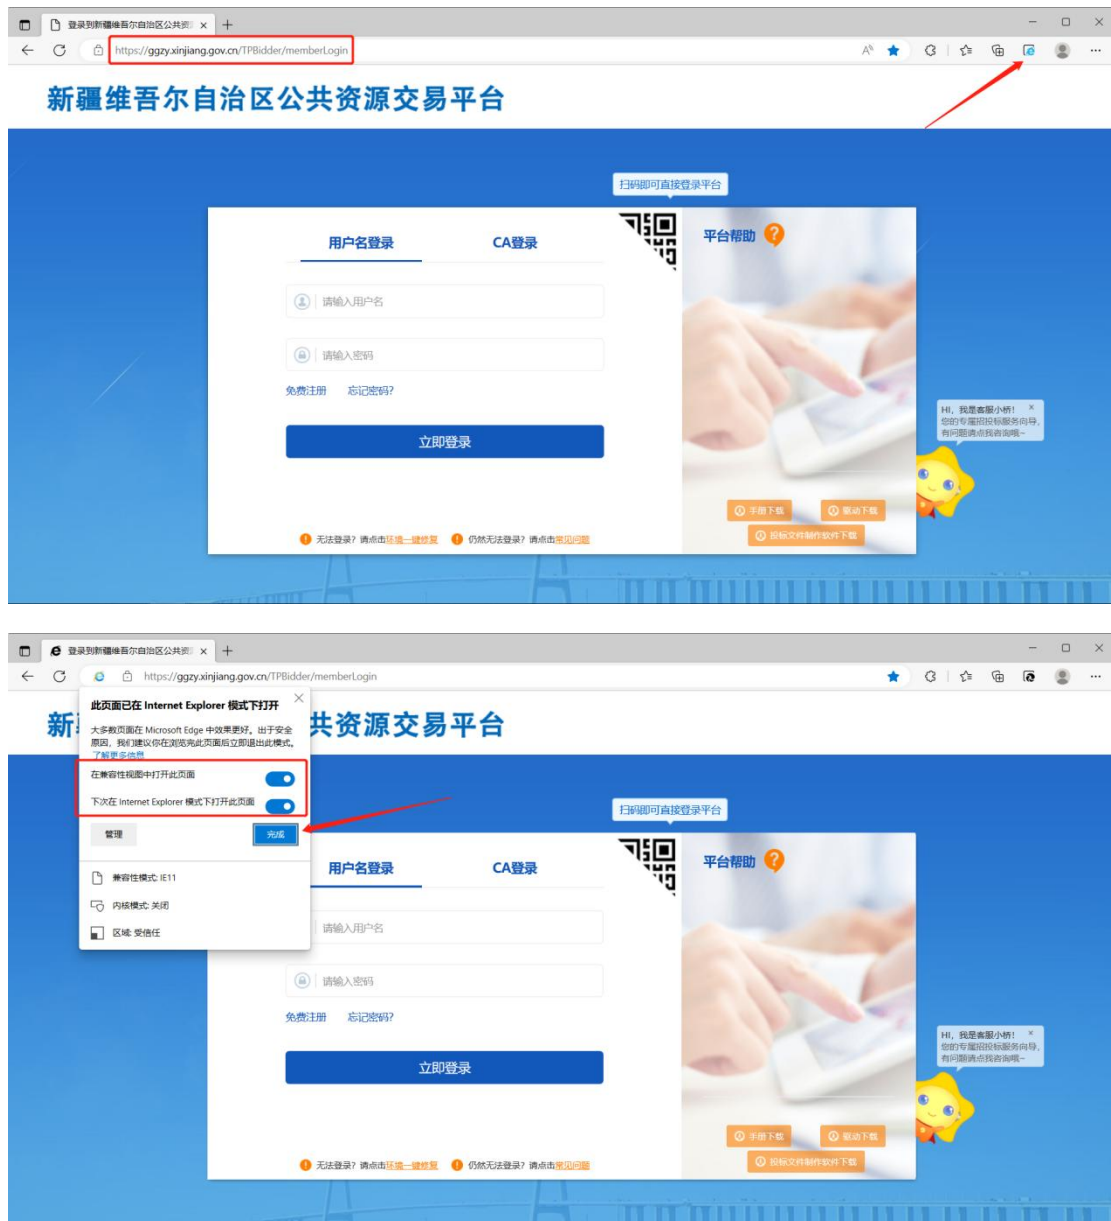 登录到新疆维吾尔自治区公共资
https://ggzy.xinjiang.gov.cn/TPBidder/memberLogin
新疆维吾尔自治区公共资源交易平台
扫码即可直接登录平台
用户名登录
CA登录
平台帮助
请输入用户名
请输入密码
免费注册
忘记密码?
立即登录
HI，我是客服小桥！
您的专属招投标服务向导，
有问题请点我咨询哦~
手册下载
驱动下载
投标文件制作软件下载
无法登录？请点击环境一键修复
仍然无法登录？请点击常见问题
登录到新疆维吾尔自治区公共资
https://ggzy.xinjiang.gov.cn/TPBidder/memberLogin
此页面已在 Internet Explorer 模式下打开
大多数页面在 Microsoft Edge 中效果更好。出于安全
原因，我们建议你在浏览完此页面后立即退出此模式。
了解更多信息
在兼容性视图中打开此页面
下次在 Internet Explorer 模式下打开此页面
管理
完成
兼容性模式: IE11
内核模式: 关闭
区域: 受信任
新
共资源交易平台
扫码即可直接登录平台
用户名登录
CA登录
平台帮助
请输入用户名
请输入密码
免费注册
忘记密码?
立即登录
HI，我是客服小桥！
您的专属招投标服务向导，
有问题请点我咨询哦~
手册下载
驱动下载
投标文件制作软件下载
无法登录？请点击环境一键修复
仍然无法登录？请点击常见问题